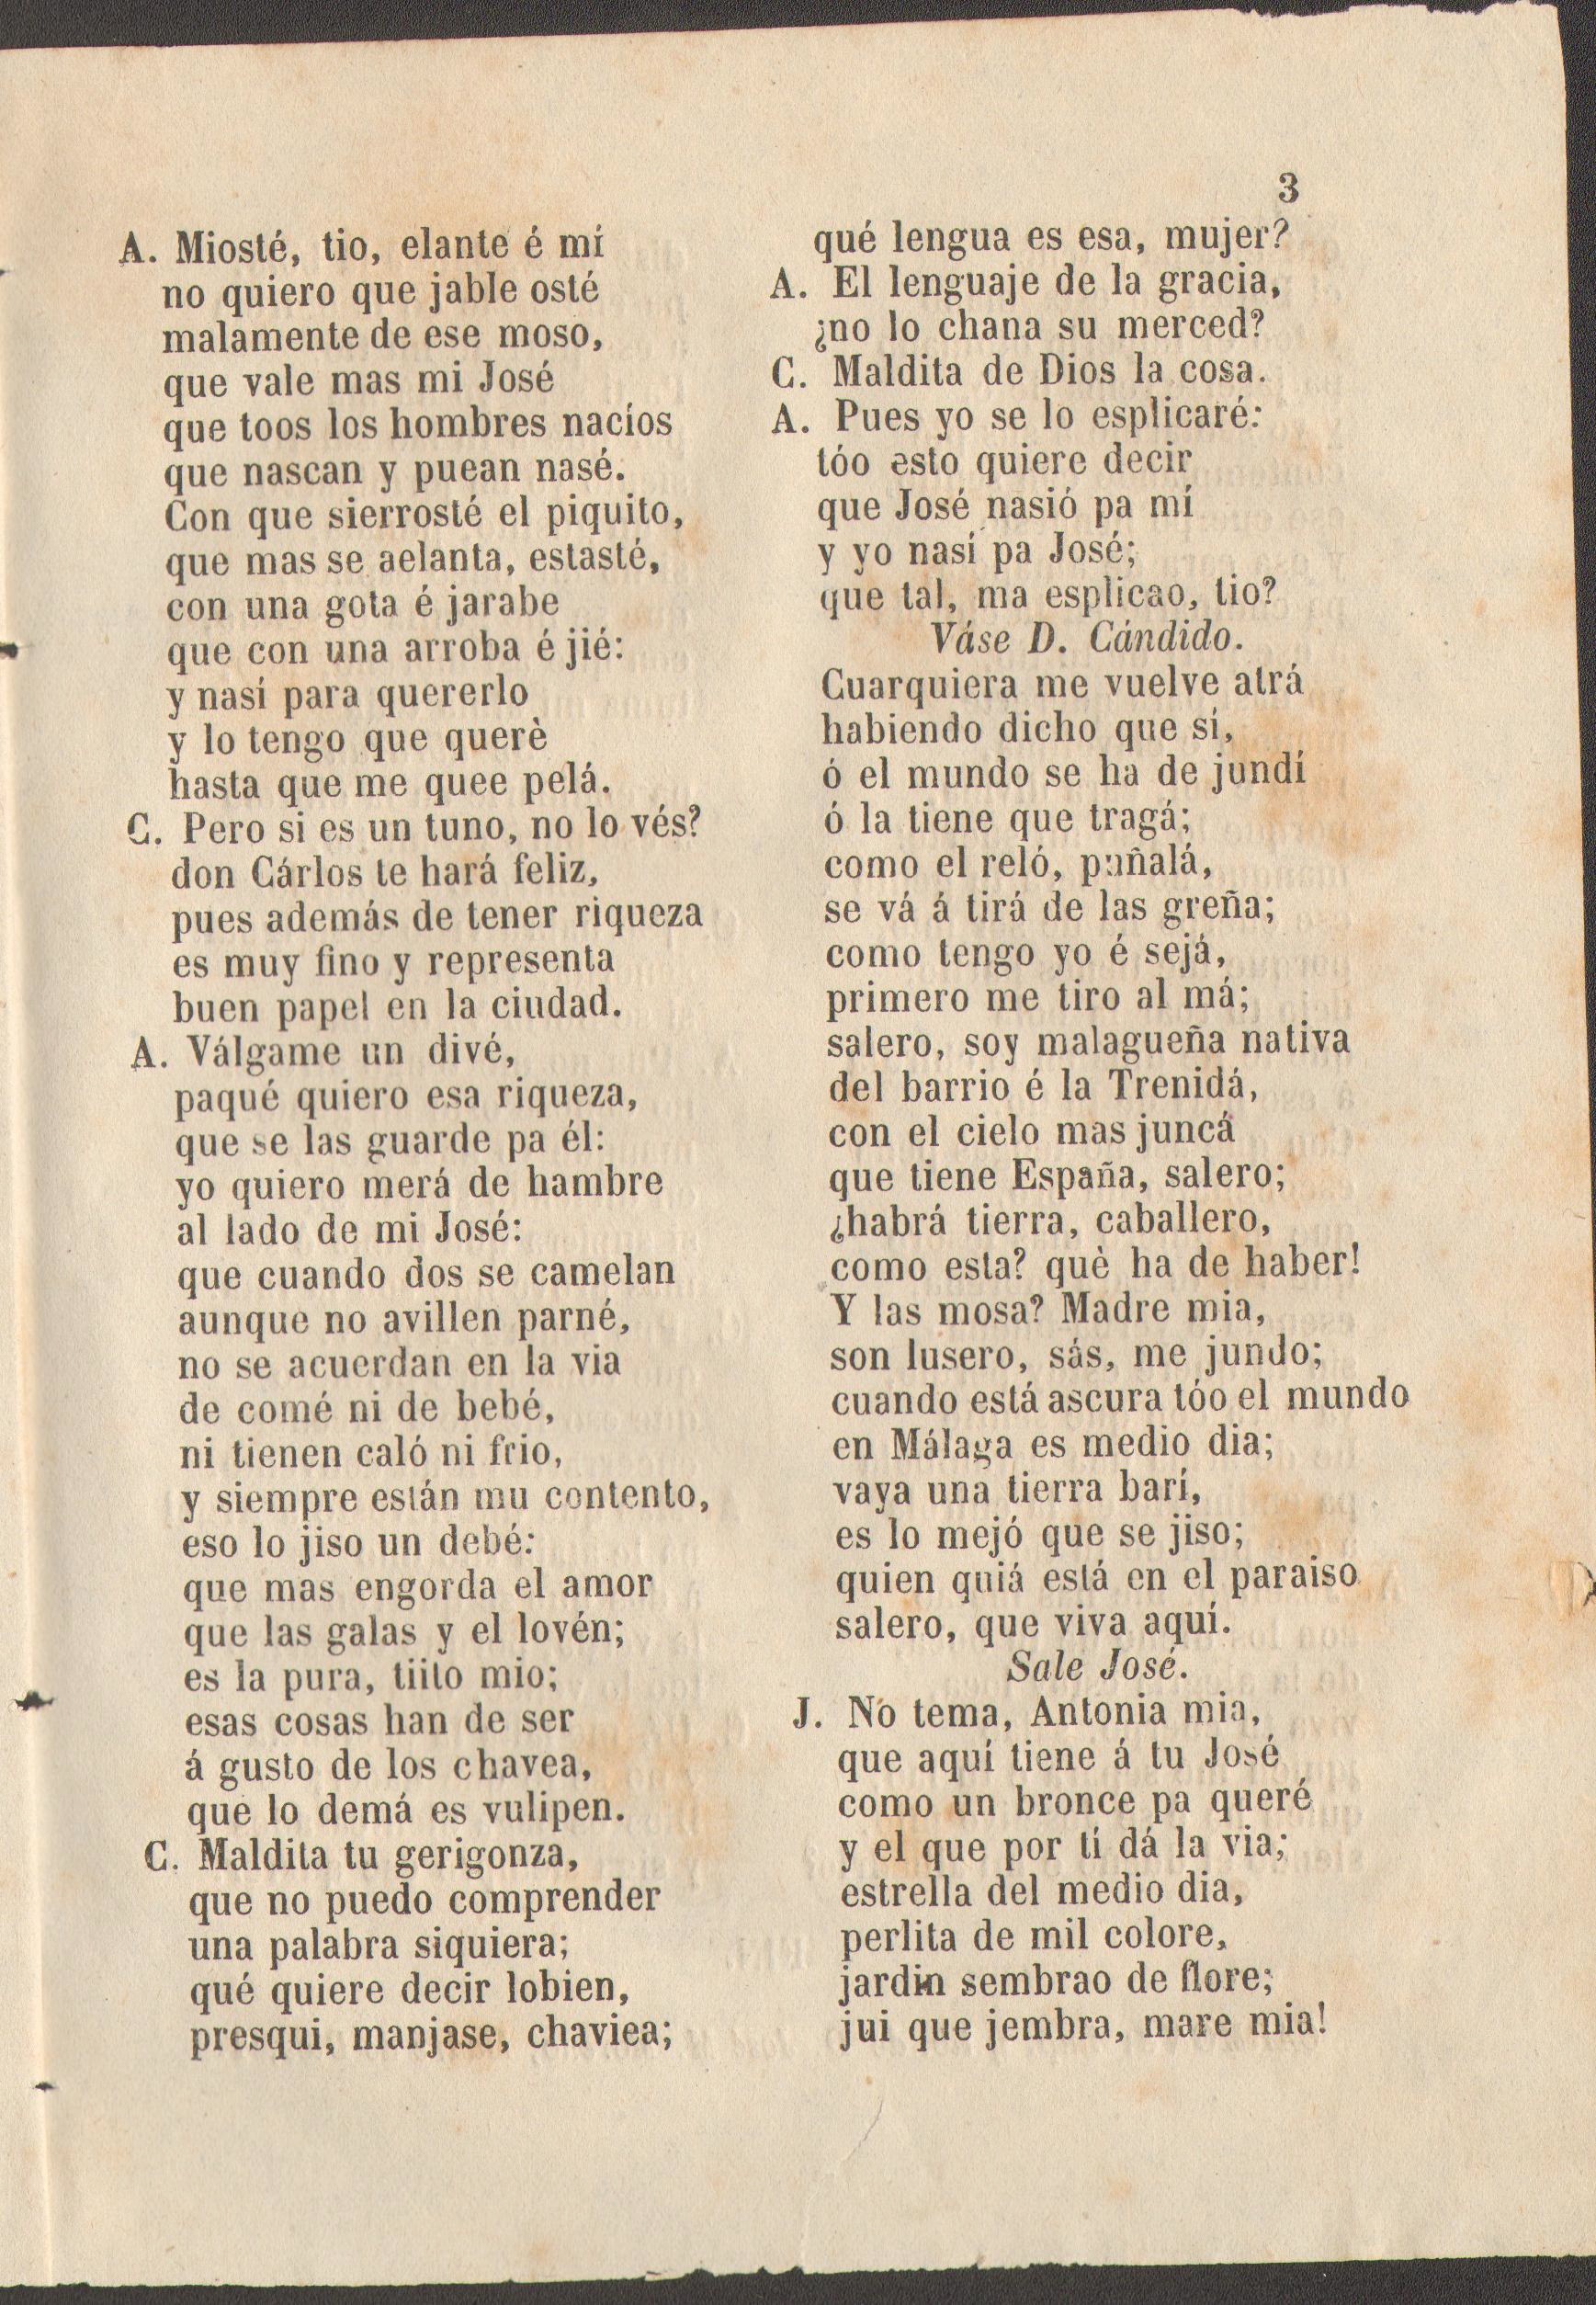 3
A. Miosté, tio, elante é mí
no quiero que jable osté
malamente de ese moso,
que vale mas mi José
que toos los hombres nacíos
que nascan y puean nasé.
Con que sierrosté el piquito,
que mas se aelanta, estasté,
con una gota é jarabe
que con una arroba é jié:
y nasí para quererlo
y lo tengo que querè
hasta que me quee pelá.
C. Pero si es un tuno, no lo vés?
don Cárlos te hará feliz,
pues además de tener riqueza
es muy fino y representa
buen papel en la ciudad.
A. Válgame un divé,
paqué quiero esa riqueza,
que se las guarde pa él:
yo quiero merá de hambre
al lado de mi José:
que cuando dos se camelan
aunque no avillen parné,
no se acuerdan en la via
de comé ni de bebé,
ni tienen caló ni frio,
y siempre están mu contento,
eso lo jiso un debé:
que mas engorda el amor
que las galas y el lovén;
es la pura, tiito mio;
esas cosas han de ser
á gusto de los chavea,
que lo demá es vulipen.
C. Maldita tu gerigonza,
que no puedo comprender
una palabra siquiera;
qué quiere decir lobien,
presqui, manjase, chaviea;
qué lengua es esa, mujer?
A. El lenguaje de la gracia,
¿no lo chana su merced?
C. Maldita de Dios la cosa.
A. Pues yo se lo esplicaré:
tóo esto quiere decir
que José nasió pa mí
y yo nasí pa José;
que tal, ma esplicao, tio?
Váse D. Cándido.
Cuarquiera me vuelve atrá
habiendo dicho que sí,
ó el mundo se ha de jundí
ó la tiene que tragá;
como el reló, puñalá,
se vá á tirá de las greña;
como tengo yo é sejá,
primero me tiro al má;
salero, soy malagueña nativa
del barrio é la Trenidá,
con el cielo mas juncá
que tiene España, salero;
¿habrá tierra, caballero,
como esta? què ha de haber!
Y las mosa? Madre mia,
son lusero, sás, me jundo;
cuando está ascura tóo el mundo
en Málaga es medio dia;
vaya una tierra barí,
es lo mejó que se jiso;
quien quiá está en el paraiso
salero, que viva aquí.
Sale José.
J. No tema, Antonia mia,
que aquí tiene á tu José
como un bronce pa queré
y el que por tí dá la via;
estrella del medio dia,
perlita de mil colore,
jardin sembrao de flore;
jui que jembra, mare mia!